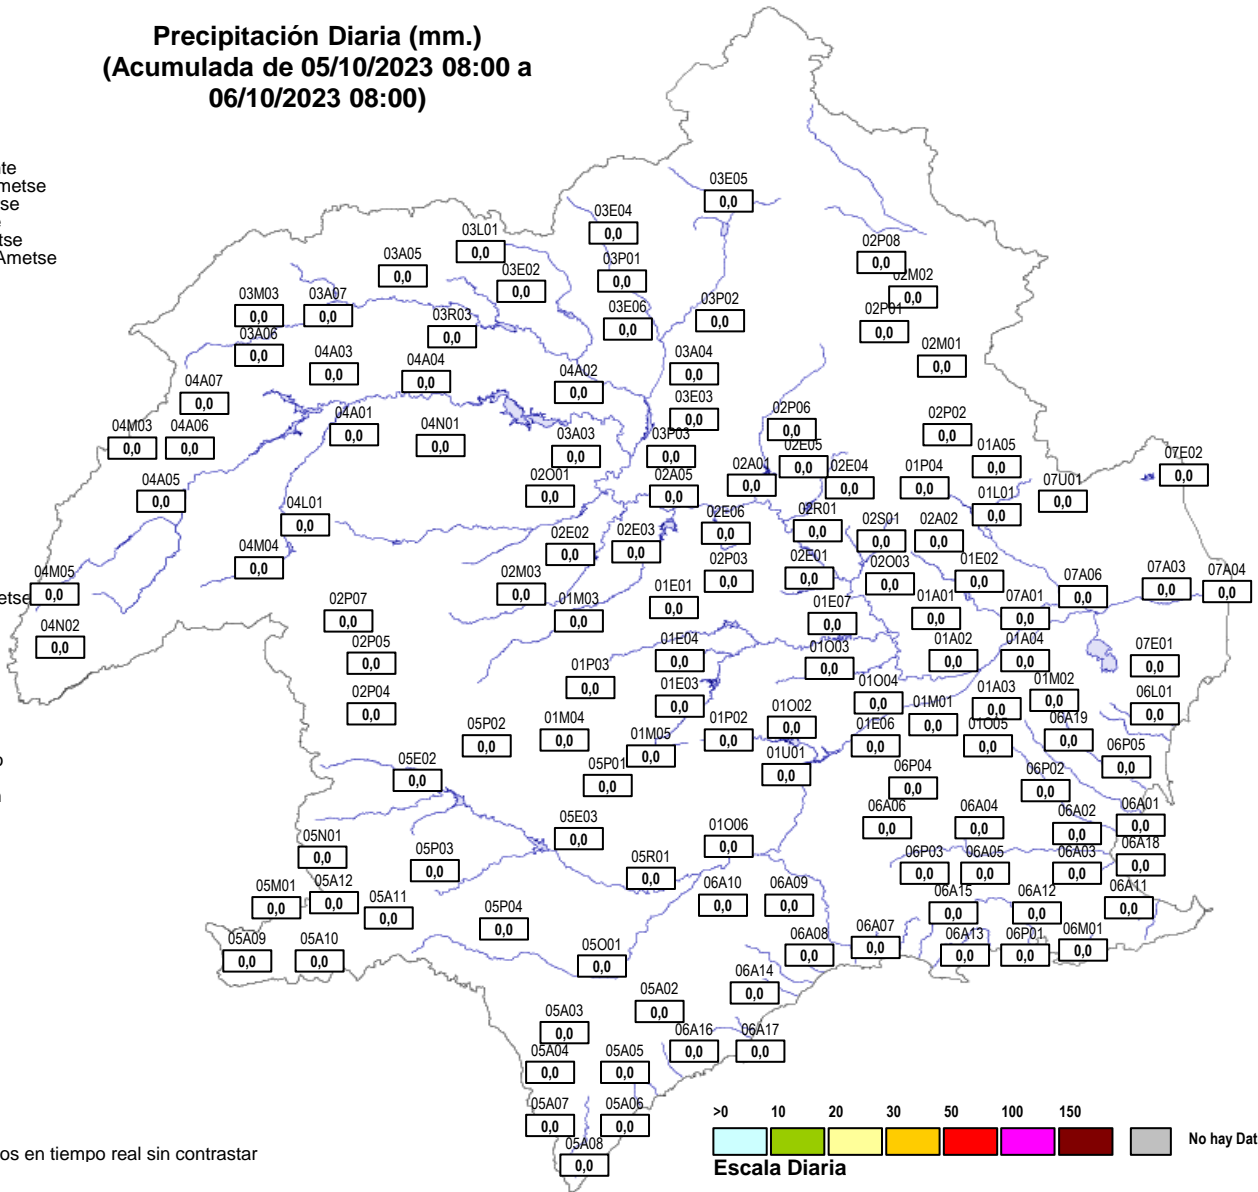 Precipitación Diaria (mm.)
(Acumulada de 05/10/2023 08:00 a
06/10/2023 08:00)
nte
metse
tse
e
tse
Ametse
03E05
0,0
03E04
0,0
03L01
0,0
02P08
0,0
03A05
0,0
03P01
0,0
03E02
0,0
02M02
0,0
03M03
0,0
03A07
0,0
03P02
0,0
03E06
0,0
02P01
0,0
03R03
0,0
03A06
0,0
02M01
0,0
04A03
0,0
03A04
0,0
04A04
0,0
04A02
0,0
04A07
0,0
03E03
0,0
02P06
0,0
04A01
0,0
02P02
0,0
04M03
0,0
04A06
0,0
04N01
0,0
03A03
0,0
03P03
0,0
02E05
0,0
01A05
0,0
07E02
0,0
02A01
0,0
02E04
0,0
01P04
0,0
02O01
0,0
02A05
0,0
07U01
0,0
04A05
0,0
01L01
0,0
04L01
0,0
02R01
0,0
02E06
0,0
02S01
0,0
02A02
0,0
02E03
0,0
02E02
0,0
04M04
0,0
02E01
0,0
02P03
0,0
02O03
0,0
01E02
0,0
04M05
0,0
02M03
0,0
07A03
0,0
07A04
0,0
07A06
0,0
etse
01E01
0,0
02P07
0,0
01M03
0,0
01E07
0,0
01A01
0,0
07A01
0,0
04N02
0,0
02P05
0,0
01E04
0,0
01O03
0,0
01A02
0,0
01A04
0,0
07E01
0,0
01P03
0,0
01E03
0,0
01O04
0,0
01A03
0,0
01M02
0,0
06L01
0,0
02P04
0,0
01M01
0,0
01O02
0,0
05P02
0,0
01M04
0,0
01P02
0,0
01E06
0,0
01O05
0,0
06A19
0,0
01M05
0,0
06P05
0,0
01U01
0,0
05E02
0,0
05P01
0,0
06P04
0,0
06P02
0,0
06A06
0,0
06A04
0,0
06A02
0,0
06A01
0,0
05E03
0,0
01O06
0,0
05N01
0,0
05P03
0,0
05R01
0,0
06P03
0,0
06A05
0,0
06A03
0,0
06A18
0,0
05M01
0,0
05A12
0,0
05A11
0,0
06A10
0,0
06A09
0,0
06A15
0,0
06A12
0,0
06A11
0,0
05P04
0,0
05A09
0,0
05A10
0,0
05O01
0,0
06A08
0,0
06A07
0,0
06A13
0,0
06P01
0,0
06M01
0,0
06A14
0,0
05A02
0,0
05A03
0,0
06A16
0,0
06A17
0,0
05A04
0,0
05A05
0,0
05A07
0,0
05A06
0,0
05A08
0,0
os en tiempo real sin contrastar
>0 10 20 30 50 100 150
No hay Dat
Escala Diaria